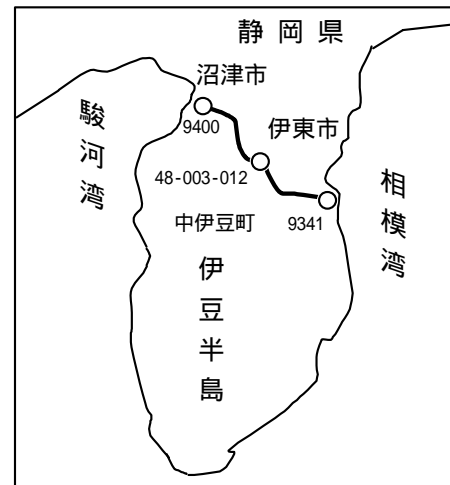 静岡県
沼津市
9400
伊東市
駿河湾
48-003-012
相模湾
中伊豆町
9341
伊豆半島